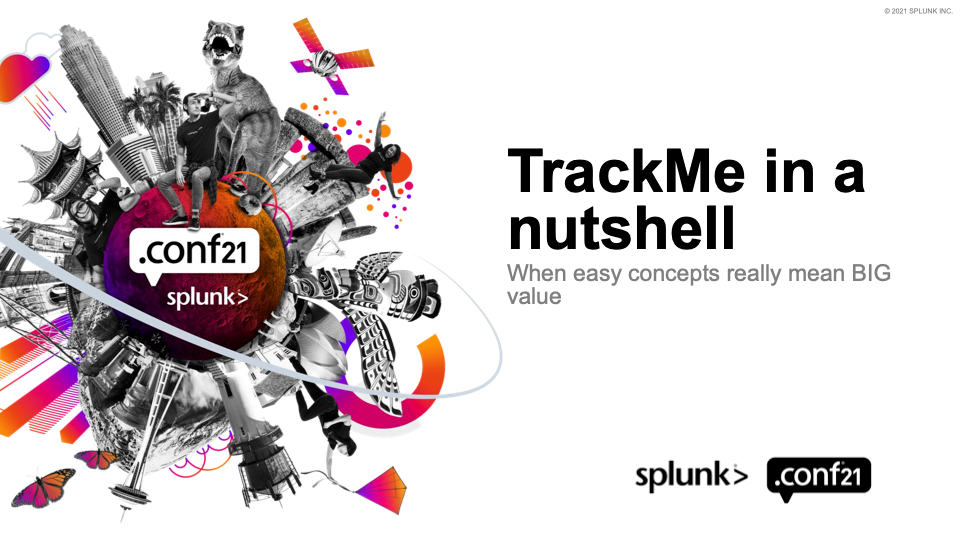 © 2021 SPLUNK INC.
TrackMe in a
nutshell
When easy concepts really mean BIG
value
.conf21
splunk>
splunk> .conf21